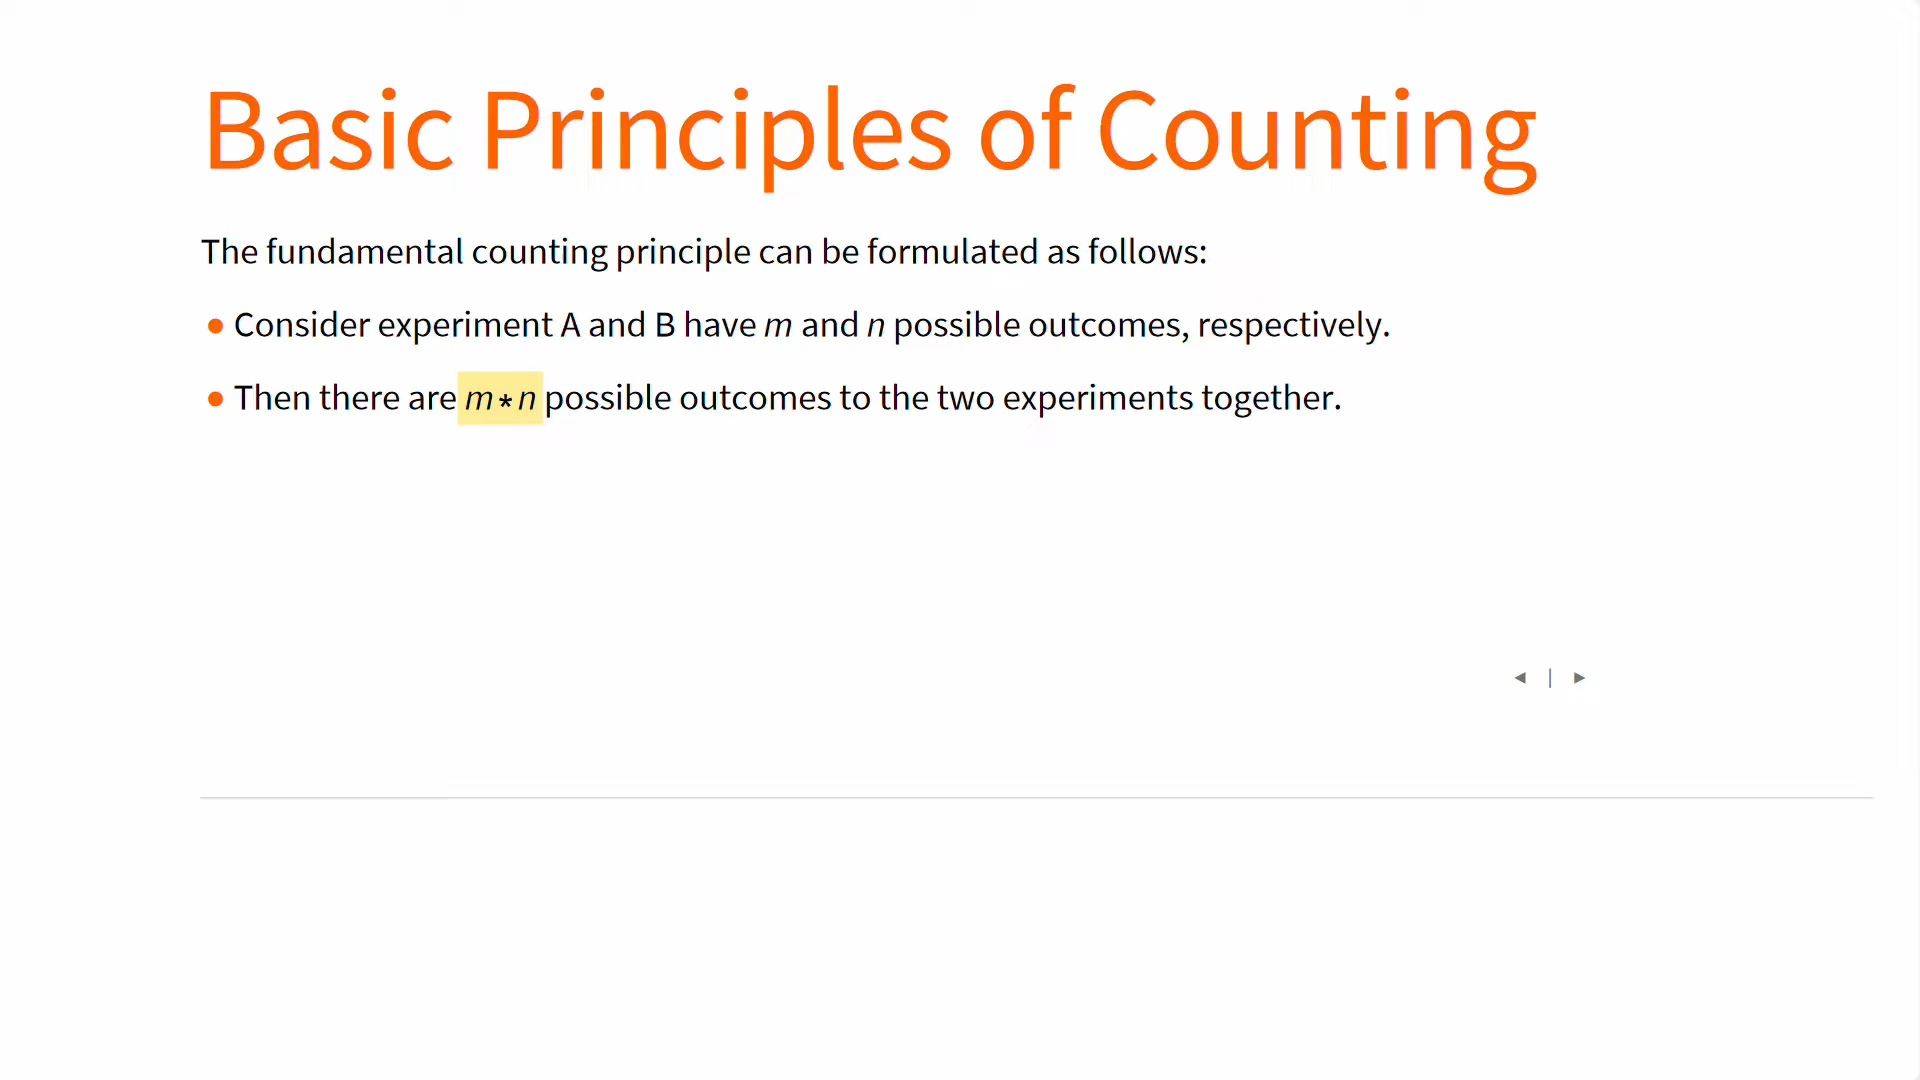 Basic Principles of Counting
The fundamental counting principle can be formulated as follows:
● Consider experiment A and B have m and n possible outcomes, respectively.
● Then there are m*n possible outcomes to the two experiments together.
◄ | ►